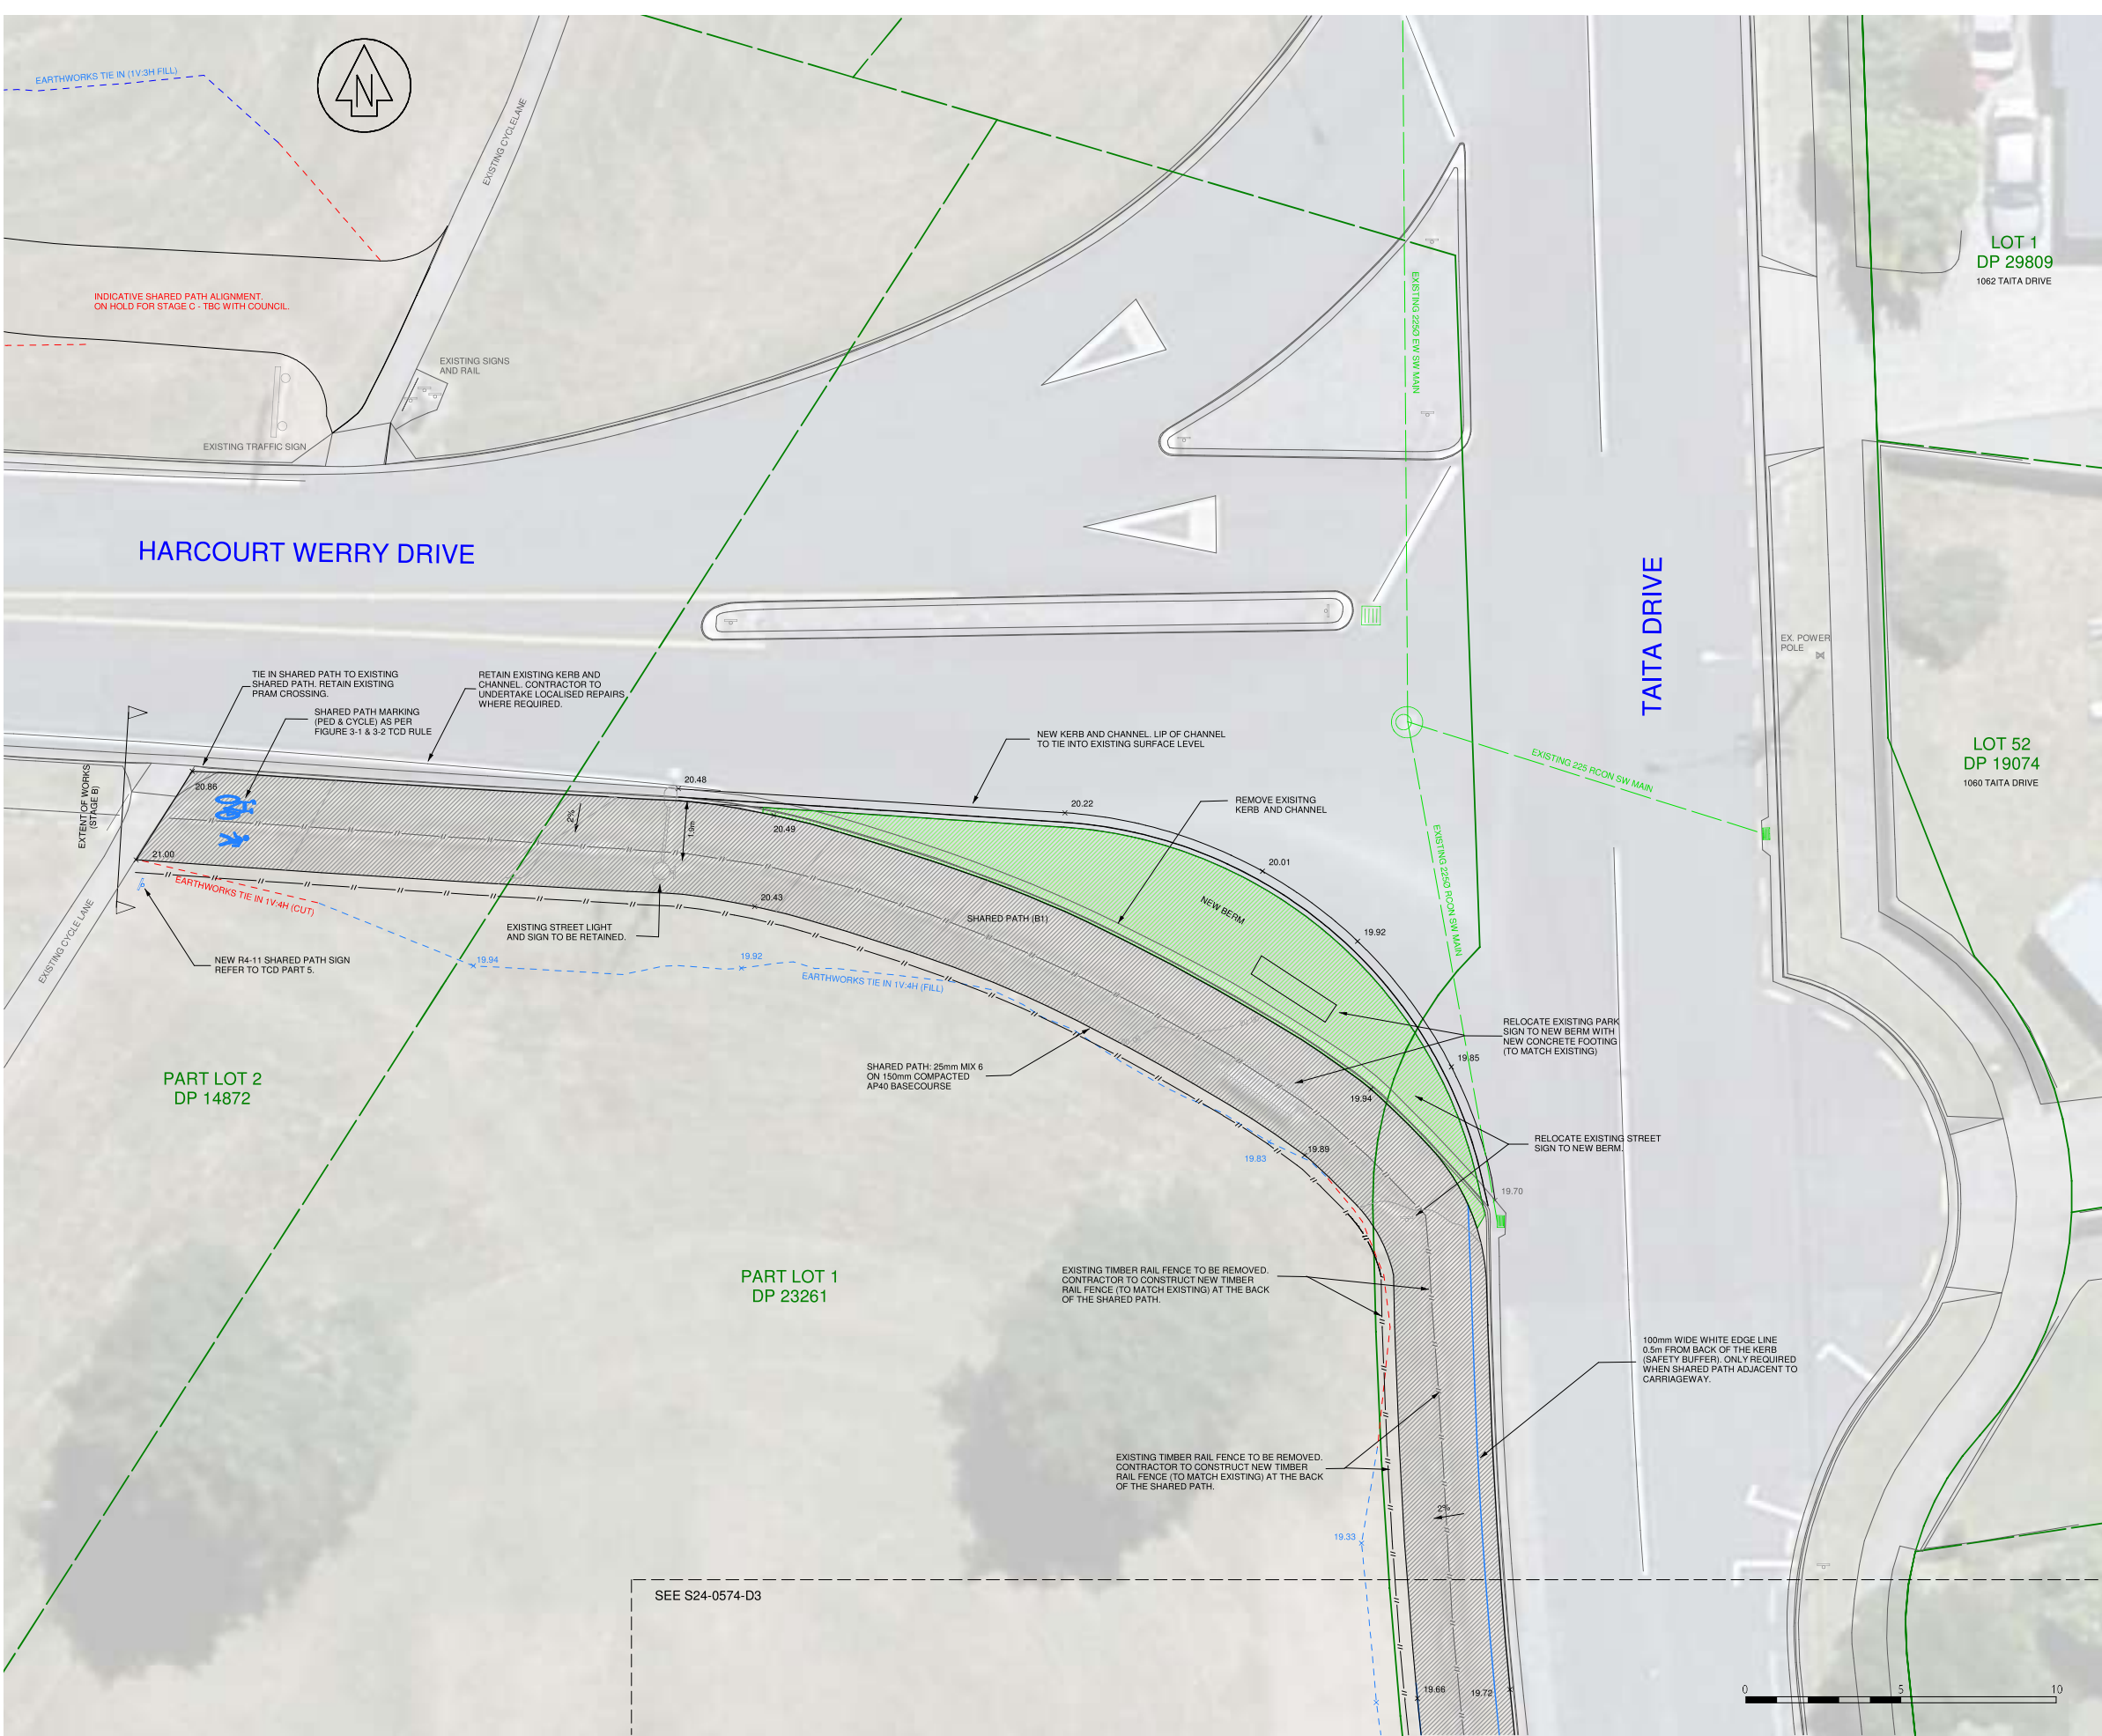 EARTHWORKS TIE IN (1V:3H FILL)
N
EXISTING CYCLELANE
INDICATIVE SHARED PATH ALIGNMENT.
ON HOLD FOR STAGE C - TBC WITH COUNCIL.
EXISTING SIGNS
AND RAIL
EXISTING TRAFFIC SIGN
EXISTING 225Ø EW SW MAIN
LOT 1
DP 29809
1062 TAITA DRIVE
HARCOURT WERRY DRIVE
TAITA DRIVE
EX. POWER
POLE
LOT 52
DP 19074
1060 TAITA DRIVE
TIE IN SHARED PATH TO EXISTING
SHARED PATH. RETAIN EXISTING
PRAM CROSSING.
RETAIN EXISTING KERB AND
CHANNEL. CONTRACTOR TO
UNDERTAKE LOCALISED REPAIRS
WHERE REQUIRED.
SHARED PATH MARKING
(PED & CYCLE) AS PER
FIGURE 3-1 & 3-2 TCD RULE
NEW KERB AND CHANNEL. LIP OF CHANNEL
TO TIE INTO EXISTING SURFACE LEVEL
EXISTING 225 RCON SW MAIN
EXTENT OF WORKS
(STAGE B)
20.86
20.48
20.22
REMOVE EXISITNG
KERB AND CHANNEL
2%
1.9m
20.49
EXISTING 225Ø RCON SW MAIN
21.00
20.01
EARTHWORKS TIE IN 1V:4H (CUT)
20.43
NEW BERM
SHARED PATH (B1)
EXISTING CYCLE LANE
EXISTING STREET LIGHT
AND SIGN TO BE RETAINED.
19.92
NEW R4-11 SHARED PATH SIGN
REFER TO TCD PART 5.
19.94
19.92
EARTHWORKS TIE IN 1V:4H (FILL)
RELOCATE EXISTING PARK
SIGN TO NEW BERM WITH
NEW CONCRETE FOOTING
(TO MATCH EXISTING)
19.85
SHARED PATH: 25mm MIX 6
ON 150mm COMPACTED
AP40 BASECOURSE
PART LOT 2
DP 14872
19.94
RELOCATE EXISTING STREET
SIGN TO NEW BERM.
19.89
19.83
19.70
PART LOT 1
DP 23261
EXISTING TIMBER RAIL FENCE TO BE REMOVED.
CONTRACTOR TO CONSTRUCT NEW TIMBER
RAIL FENCE (TO MATCH EXISTING) AT THE BACK
OF THE SHARED PATH.
100mm WIDE WHITE EDGE LINE
0.5m FROM BACK OF THE KERB
(SAFETY BUFFER). ONLY REQUIRED
WHEN SHARED PATH ADJACENT TO
CARRIAGEWAY.
EXISTING TIMBER RAIL FENCE TO BE REMOVED.
CONTRACTOR TO CONSTRUCT NEW TIMBER
RAIL FENCE (TO MATCH EXISTING) AT THE BACK
OF THE SHARED PATH.
2%
19.33
SEE S24-0574-D3
19.66
19.72
0
5
10